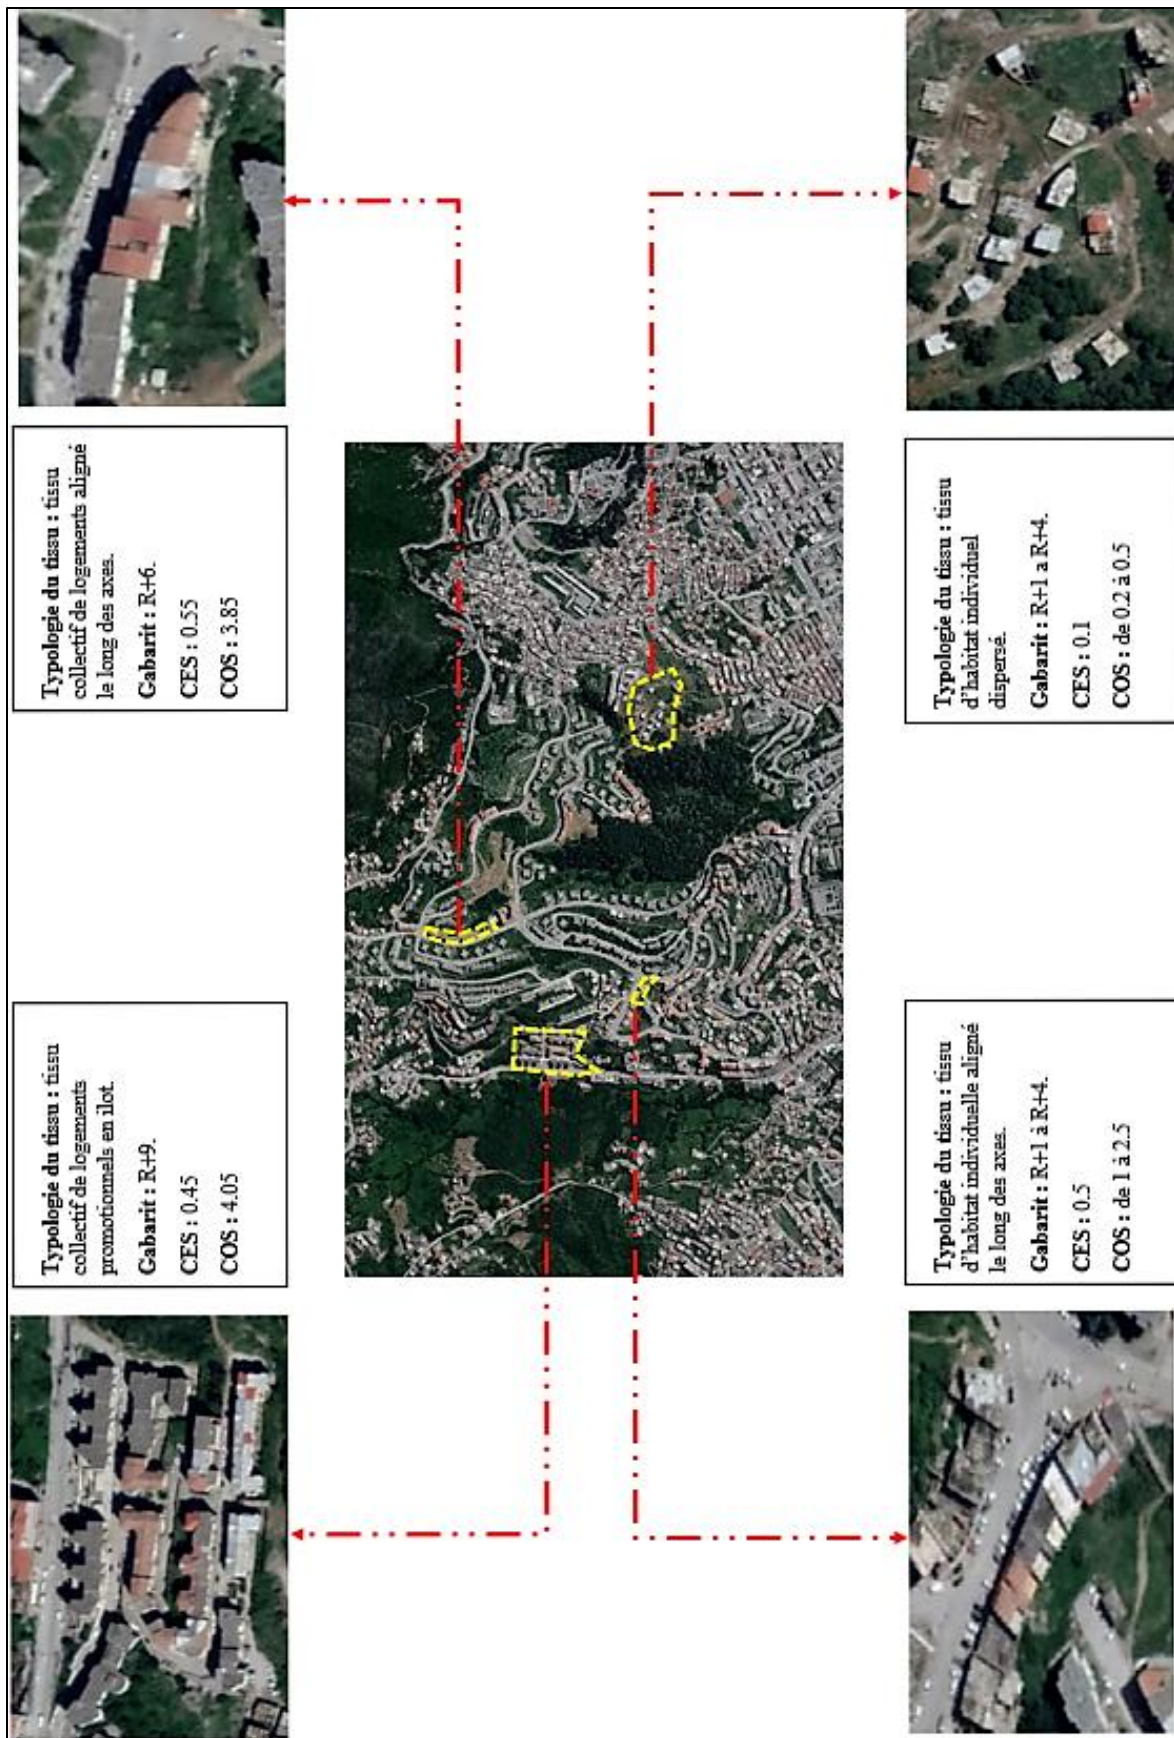 Typologie du tissu : tissu
collectif de logements
promotionnels en ilot.
Gabarit : R+9.
CES : 0.45
COS : 4.05
Typologie du tissu : tissu
collectif de logements aligné
le long des axes.
Gabarit : R+6.
CES : 0.55
COS : 3.85
Typologie du tissu : tissu
d'habitat individuelle aligné
le long des axes.
Gabarit : R+1 à R+4.
CES : 0.5
COS : de 1 à 2.5
Typologie du tissu : tissu
d'habitat individuel
dispersé.
Gabarit : R+1 a R+4.
CES : 0.1
COS : de 0.2 à 0.5